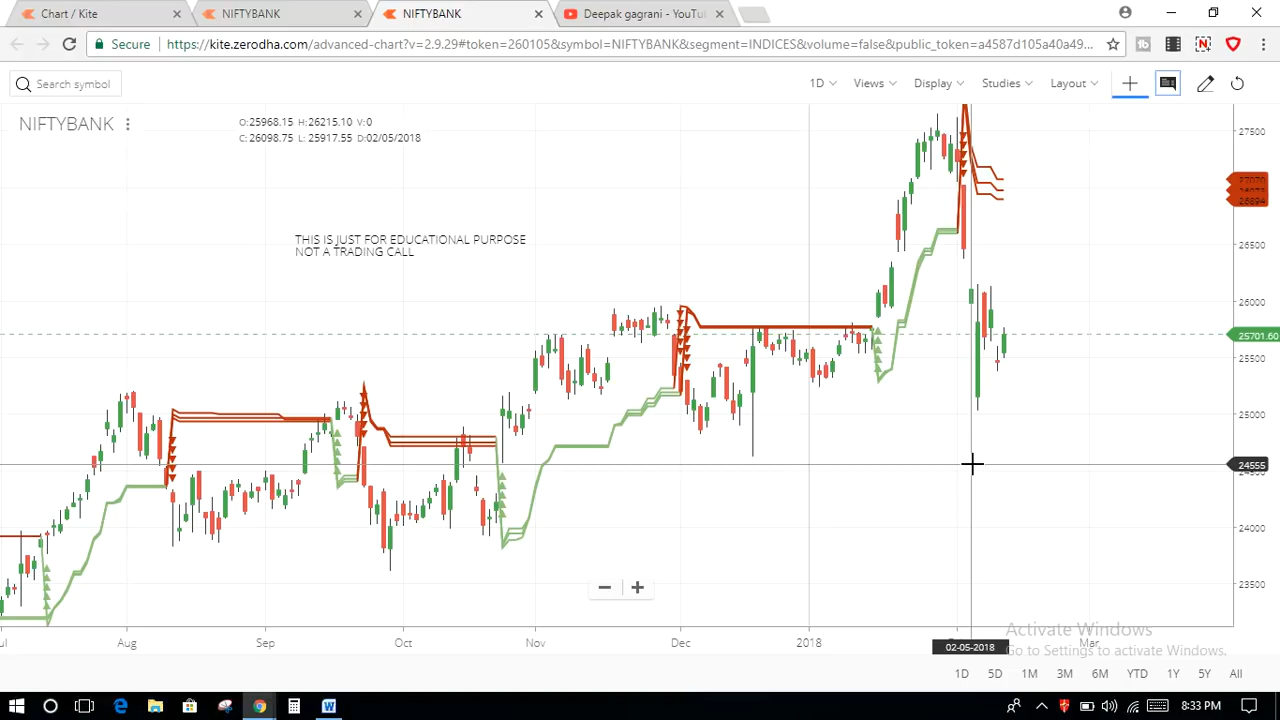 Chart / Kite
NIFTYBANK
NIFTYBANK
Deepak gagrani - YouTu
Secure
https://kite.zerodha.com/advanced-chart?v=2.9.29#token=260105&symbol=NIFTYBANK&segment=INDICES&volume=false&public_token=a4587d105a40a49...
Search symbol
1D Views Display Studies Layout
NIFTYBANK
O:25968.15 H:26215.10 V:0
C:26098.75 L: 25917.55 D:02/05/2018
THIS IS JUST FOR EDUCATIONAL PURPOSE
NOT A TRADING CALL
27500
26894
26500
26000
25701.60
25500
25000
24555
24000
23500
Aug Sep Oct Nov Dec 2018 Mar
02-05-2018
Activate Windows
Go to Settings to activate Windows.
1D 5D 1M 3M 6M YTD 1Y 5Y All
8:33 PM